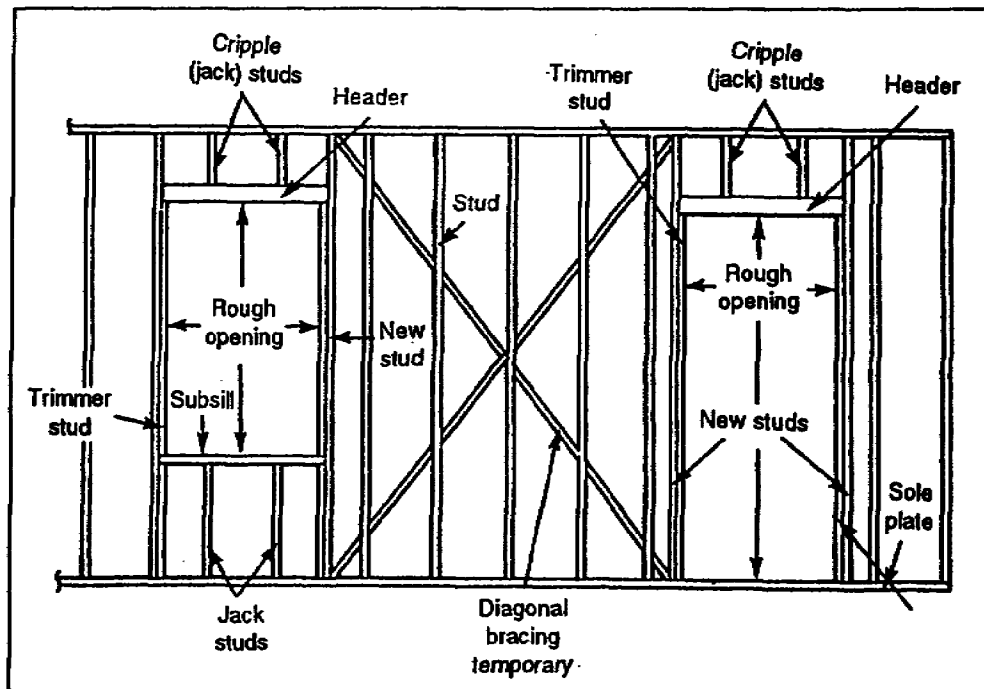 Cripple
(jack) studs
Header
Trimmer
stud
Cripple
(jack) studs
Header
Stud
Rough
opening
New
stud
Trimmer
stud
Subsill
Rough
opening
New studs
Sole
plate
Jack
studs
Diagonal
bracing
temporary